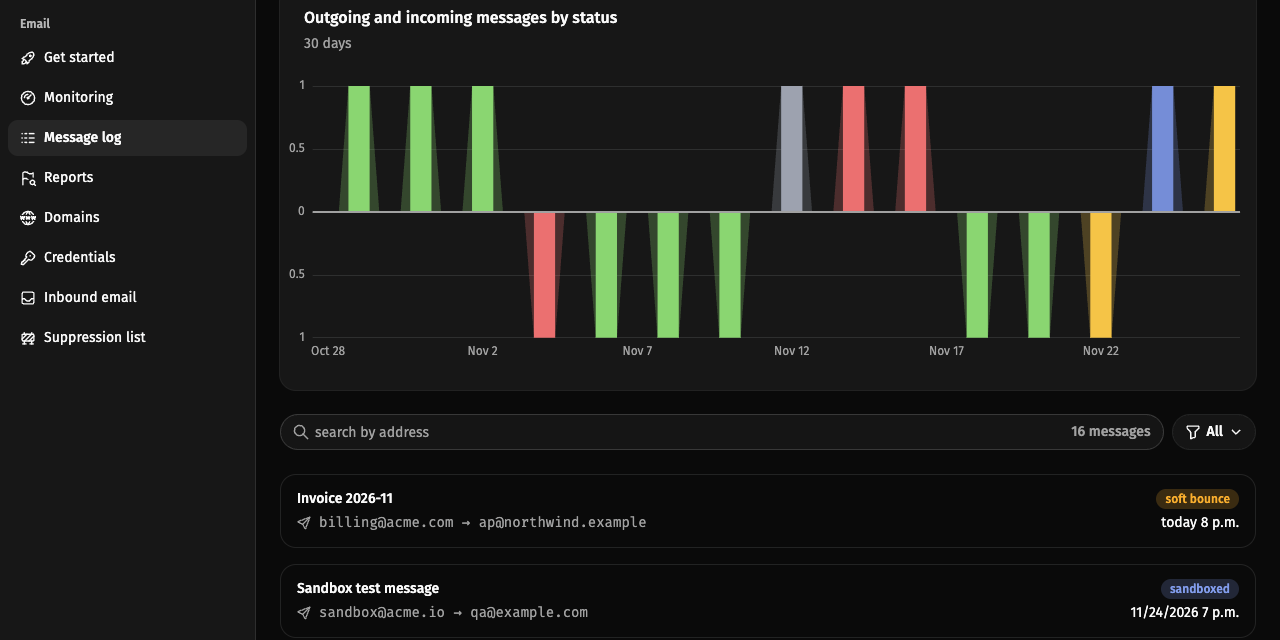 Email
Get started
Monitoring
Message log
Reports
Domains
Credentials
Inbound email
Suppression list
Outgoing and incoming messages by status
30 days
1
0.5
0
0.5
1
Oct 28 Nov 2 Nov 7 Nov 12 Nov 17 Nov 22
search by address 16 messages All
Invoice 2026-11 soft bounce
billing@acme.com → ap@northwind.example today 8 p.m.
Sandbox test message sandboxed
sandbox@acme.io → qa@example.com 11/24/2026 7 p.m.